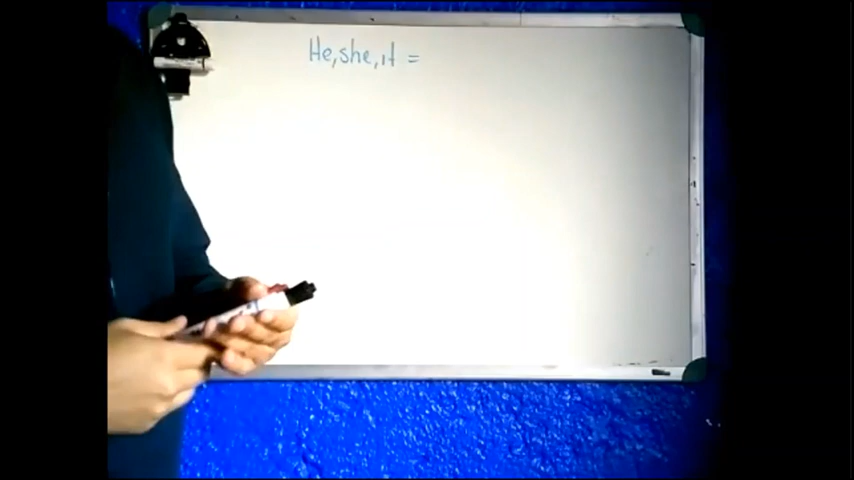 He, she, it =